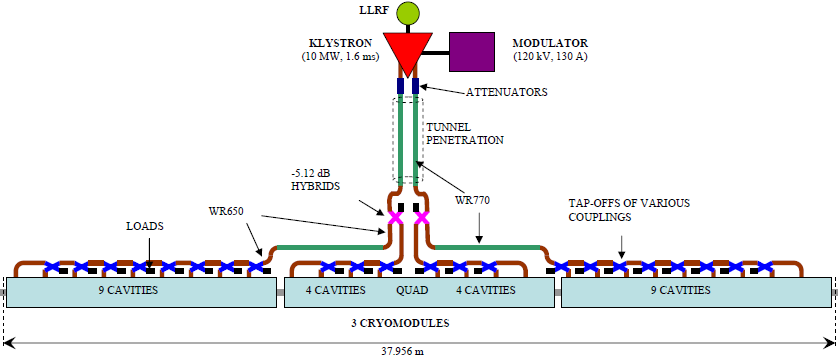 LLRF
KLYSTRON
(10 MW, 1.6 ms)
MODULATOR
(120 kV, 130 A)
ATTENUATORS
TUNNEL
PENETRATION
-5.12 dB
HYBRIDS
WR770
TAP-OFFS OF VARIOUS
COUPLINGS
WR650
LOADS
9 CAVITIES
4 CAVITIES
QUAD
4 CAVITIES
9 CAVITIES
3 CRYOMODULES
37.956 m